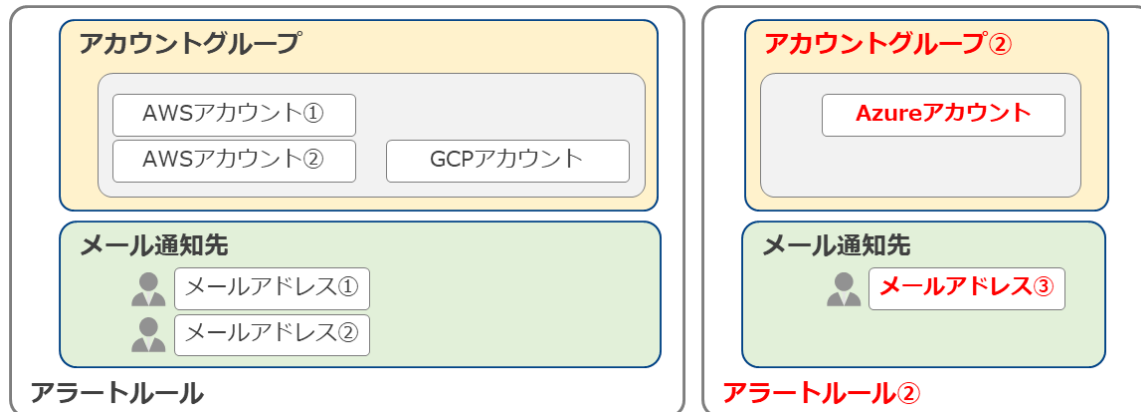 アカウントグループ
AWSアカウント①
AWSアカウント②
GCPアカウント
メール通知先
メールアドレス①
メールアドレス②
アラートルール
アカウントグループ②
Azureアカウント
メール通知先
メールアドレス③
アラートルール②